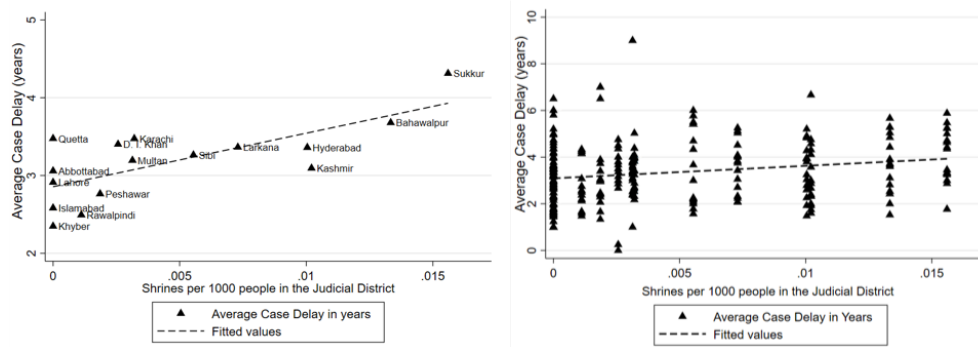 Average Case Delay (years)
5
4
3
2
Sukkur
Bahawalpur
Quetta
Karachi
D. I. Khan
Larkana
Hyderabad
Sibi
Multan
Kashmir
Abbottabad
Lahore
Peshawar
Islamabad
Rawalpindi
Khyber
0 .005 .01 .015
Shrines per 1000 people in the Judicial District
Average Case Delay in years
Fitted values
Average Case Delay (years)
10
8
6
4
2
0
0 .005 .01 .015
Shrines per 1000 people in the Judicial District
Average Case Delay in Years
Fitted values